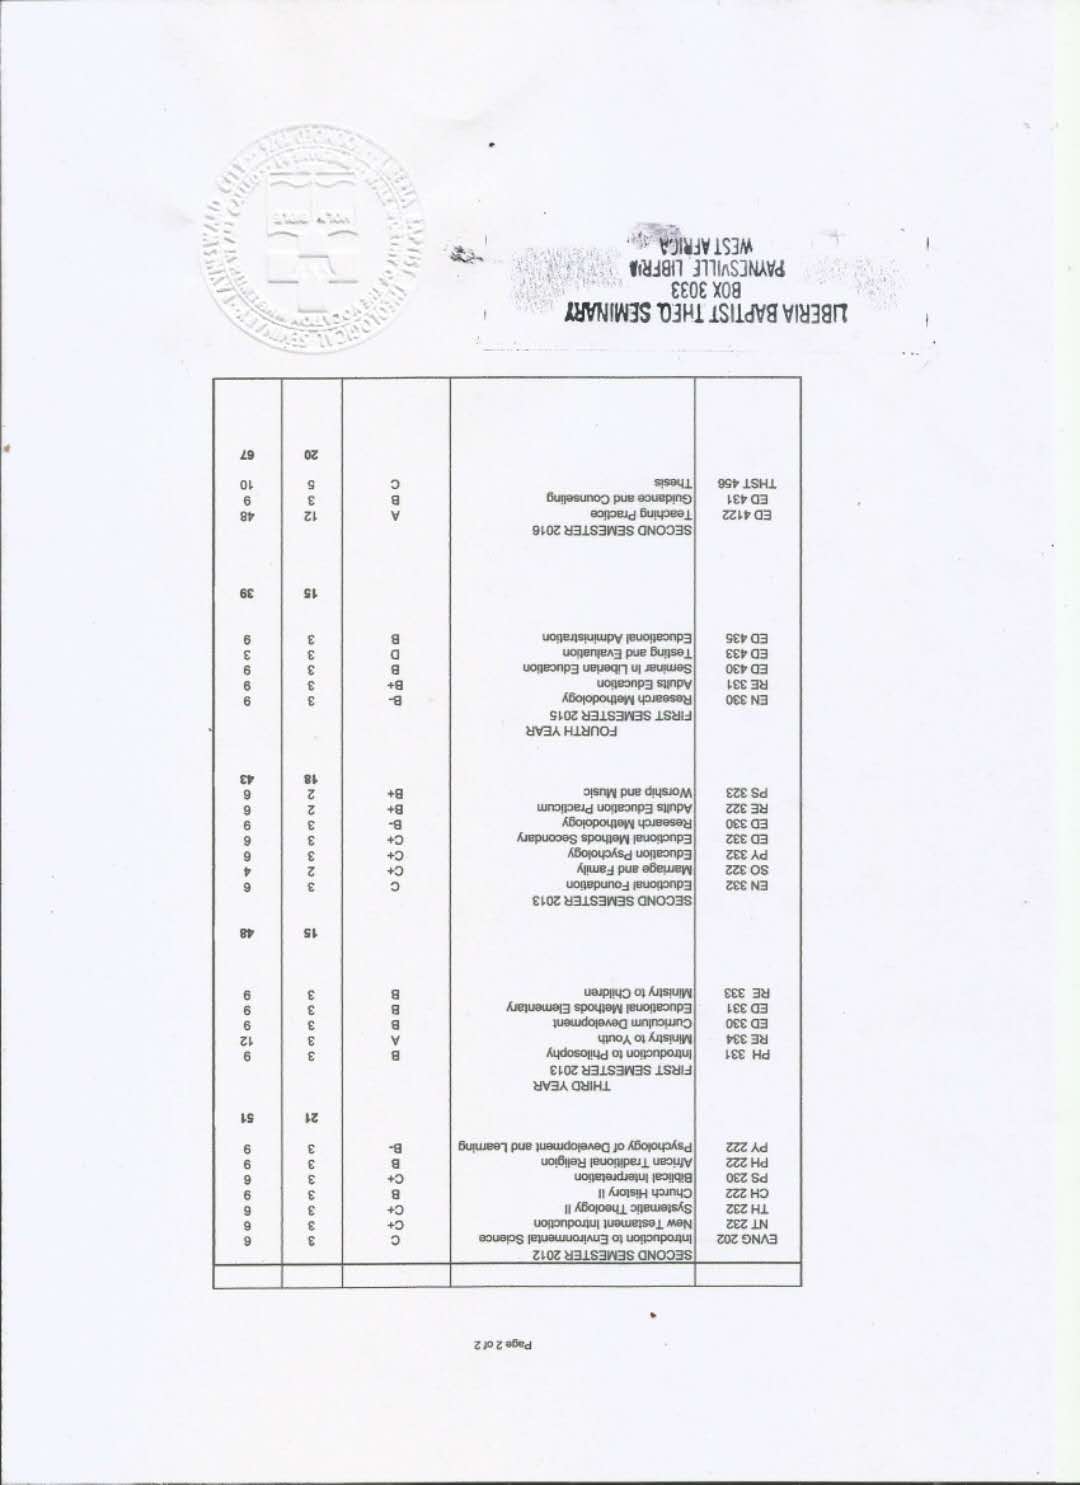 Page 2 of 2
SECOND SEMESTER 2012
EVNG 202 Introduction to Environmental Science C 3 6
NT 232 New Testament Introduction C+ 3 6
TH 232 Systematic Theology II C+ 3 6
CH 222 Church History II B 3 9
PS 230 Biblical Interpretation C+ 3 6
PH 222 African Traditional Religion B 3 9
PY 222 Psychology of Development and Learning B- 3 9
21 51
THIRD YEAR
FIRST SEMESTER 2013
PH 331 Introduction to Philosophy B 3 9
RE 334 Ministry to Youth A 3 12
ED 330 Curriculum Development B 3 9
ED 331 Educational Methods Elementary B 3 9
RE 333 Ministry to Children B 3 9
15 48
SECOND SEMESTER 2013
EN 332 Eductional Foundation C 3 6
SO 322 Marriage and Family C+ 2 4
PY 332 Education Psychology C+ 3 6
ED 332 Eductional Methods Secondary C+ 3 6
ED 330 Research Methodology B- 3 9
RE 322 Adults Education Practicum B+ 2 6
PS 323 Worship and Music B+ 2 6
18 43
FOURTH YEAR
FIRST SEMESTER 2015
EN 330 Research Methodology B- 3 9
RE 331 Adults Education B+ 3 9
ED 430 Seminar in Liberian Education B 3 9
ED 433 Testing and Evaluation D 3 3
ED 435 Educational Administration B 3 9
15 39
SECOND SEMESTER 2016
ED 4122 Teaching Practice A 12 48
ED 431 Guidance and Counseling B 3 9
THST 456 Thesis C 5 10
20 67
LIBERIA BAPTIST THEO. SEMINARY
BOX 3033
PAYNESVILLE LIBERIA
WEST AFRICA
HOLY BIBLE